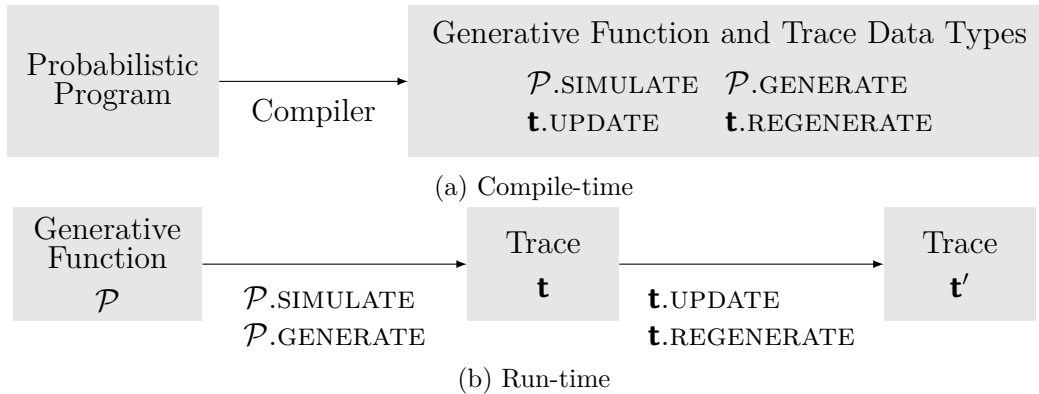 Probabilistic
Program
Compiler
Generative Function and Trace Data Types
𝒫.SIMULATE 𝒫.GENERATE
𝐭.UPDATE 𝐭.REGENERATE
(a) Compile-time
Generative
Function
𝒫
𝒫.SIMULATE
𝒫.GENERATE
Trace
𝐭
𝐭.UPDATE
𝐭.REGENERATE
Trace
𝐭′
(b) Run-time